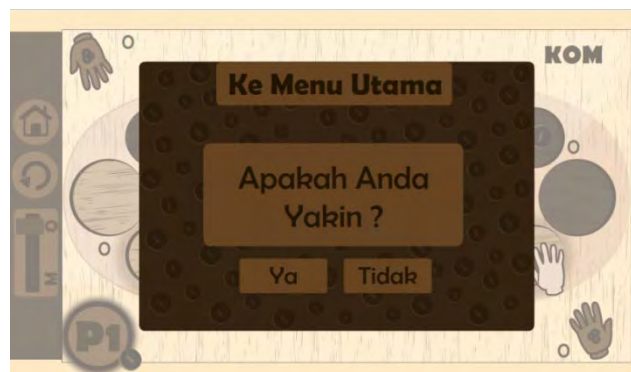 O
KOM
Ke Menu Utama
O
Apakah Anda
Yakin ?
O
Ya
Tidak
O
M
P1
O